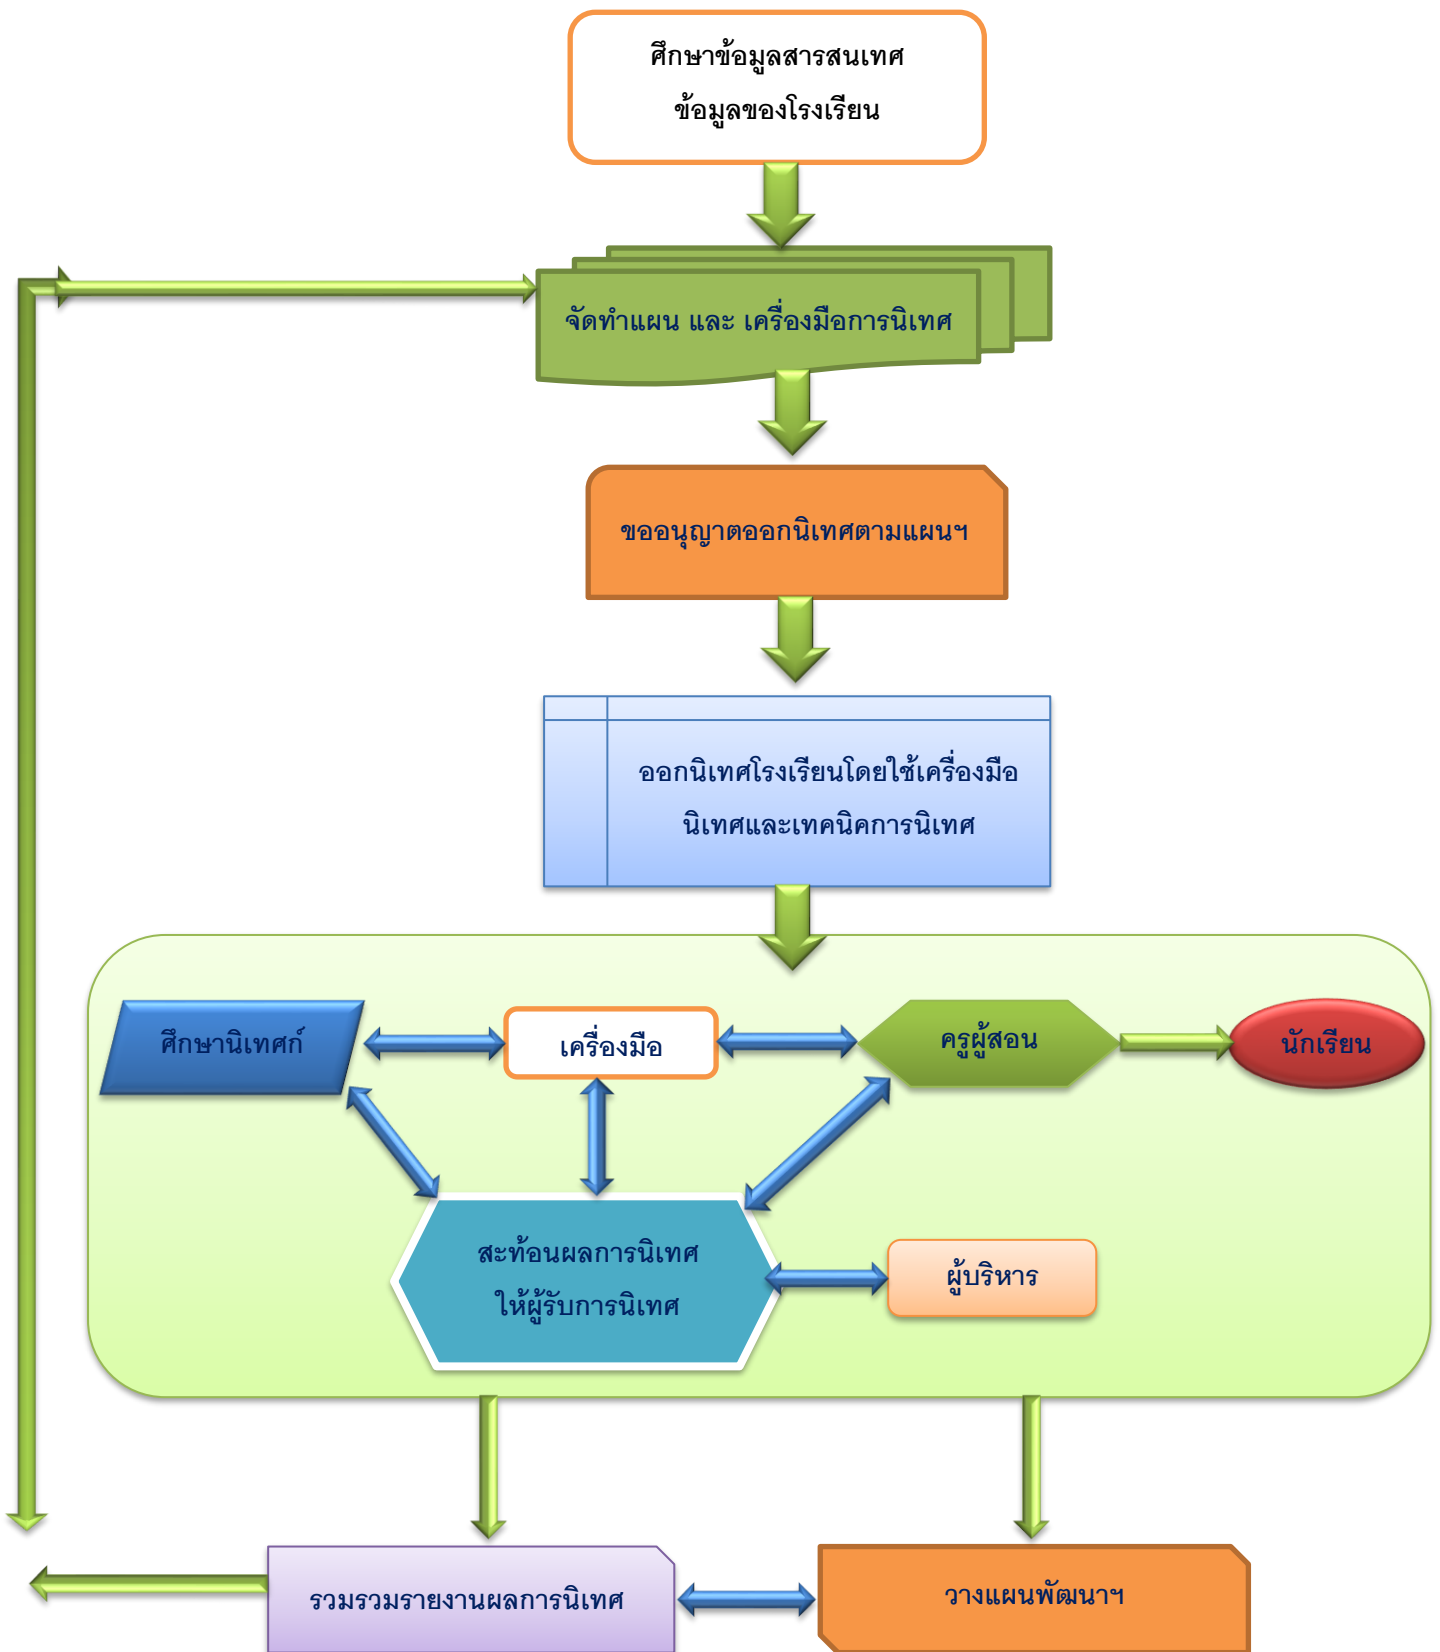 ศึกษาข้อมูลสารสนเทศ
ข้อมูลของโรงเรียน
จัดทำแผน และ เครื่องมือการนิเทศ
ขออนุญาตออกนิเทศตามแผนฯ
ออกนิเทศโรงเรียนโดยใช้เครื่องมือ
นิเทศและเทคนิคการนิเทศ
ศึกษานิเทศก์
เครื่องมือ
ครูผู้สอน
นักเรียน
สะท้อนผลการนิเทศ
ให้ผู้รับการนิเทศ
ผู้บริหาร
รวมรวมรายงานผลการนิเทศ
วางแผนพัฒนาฯ